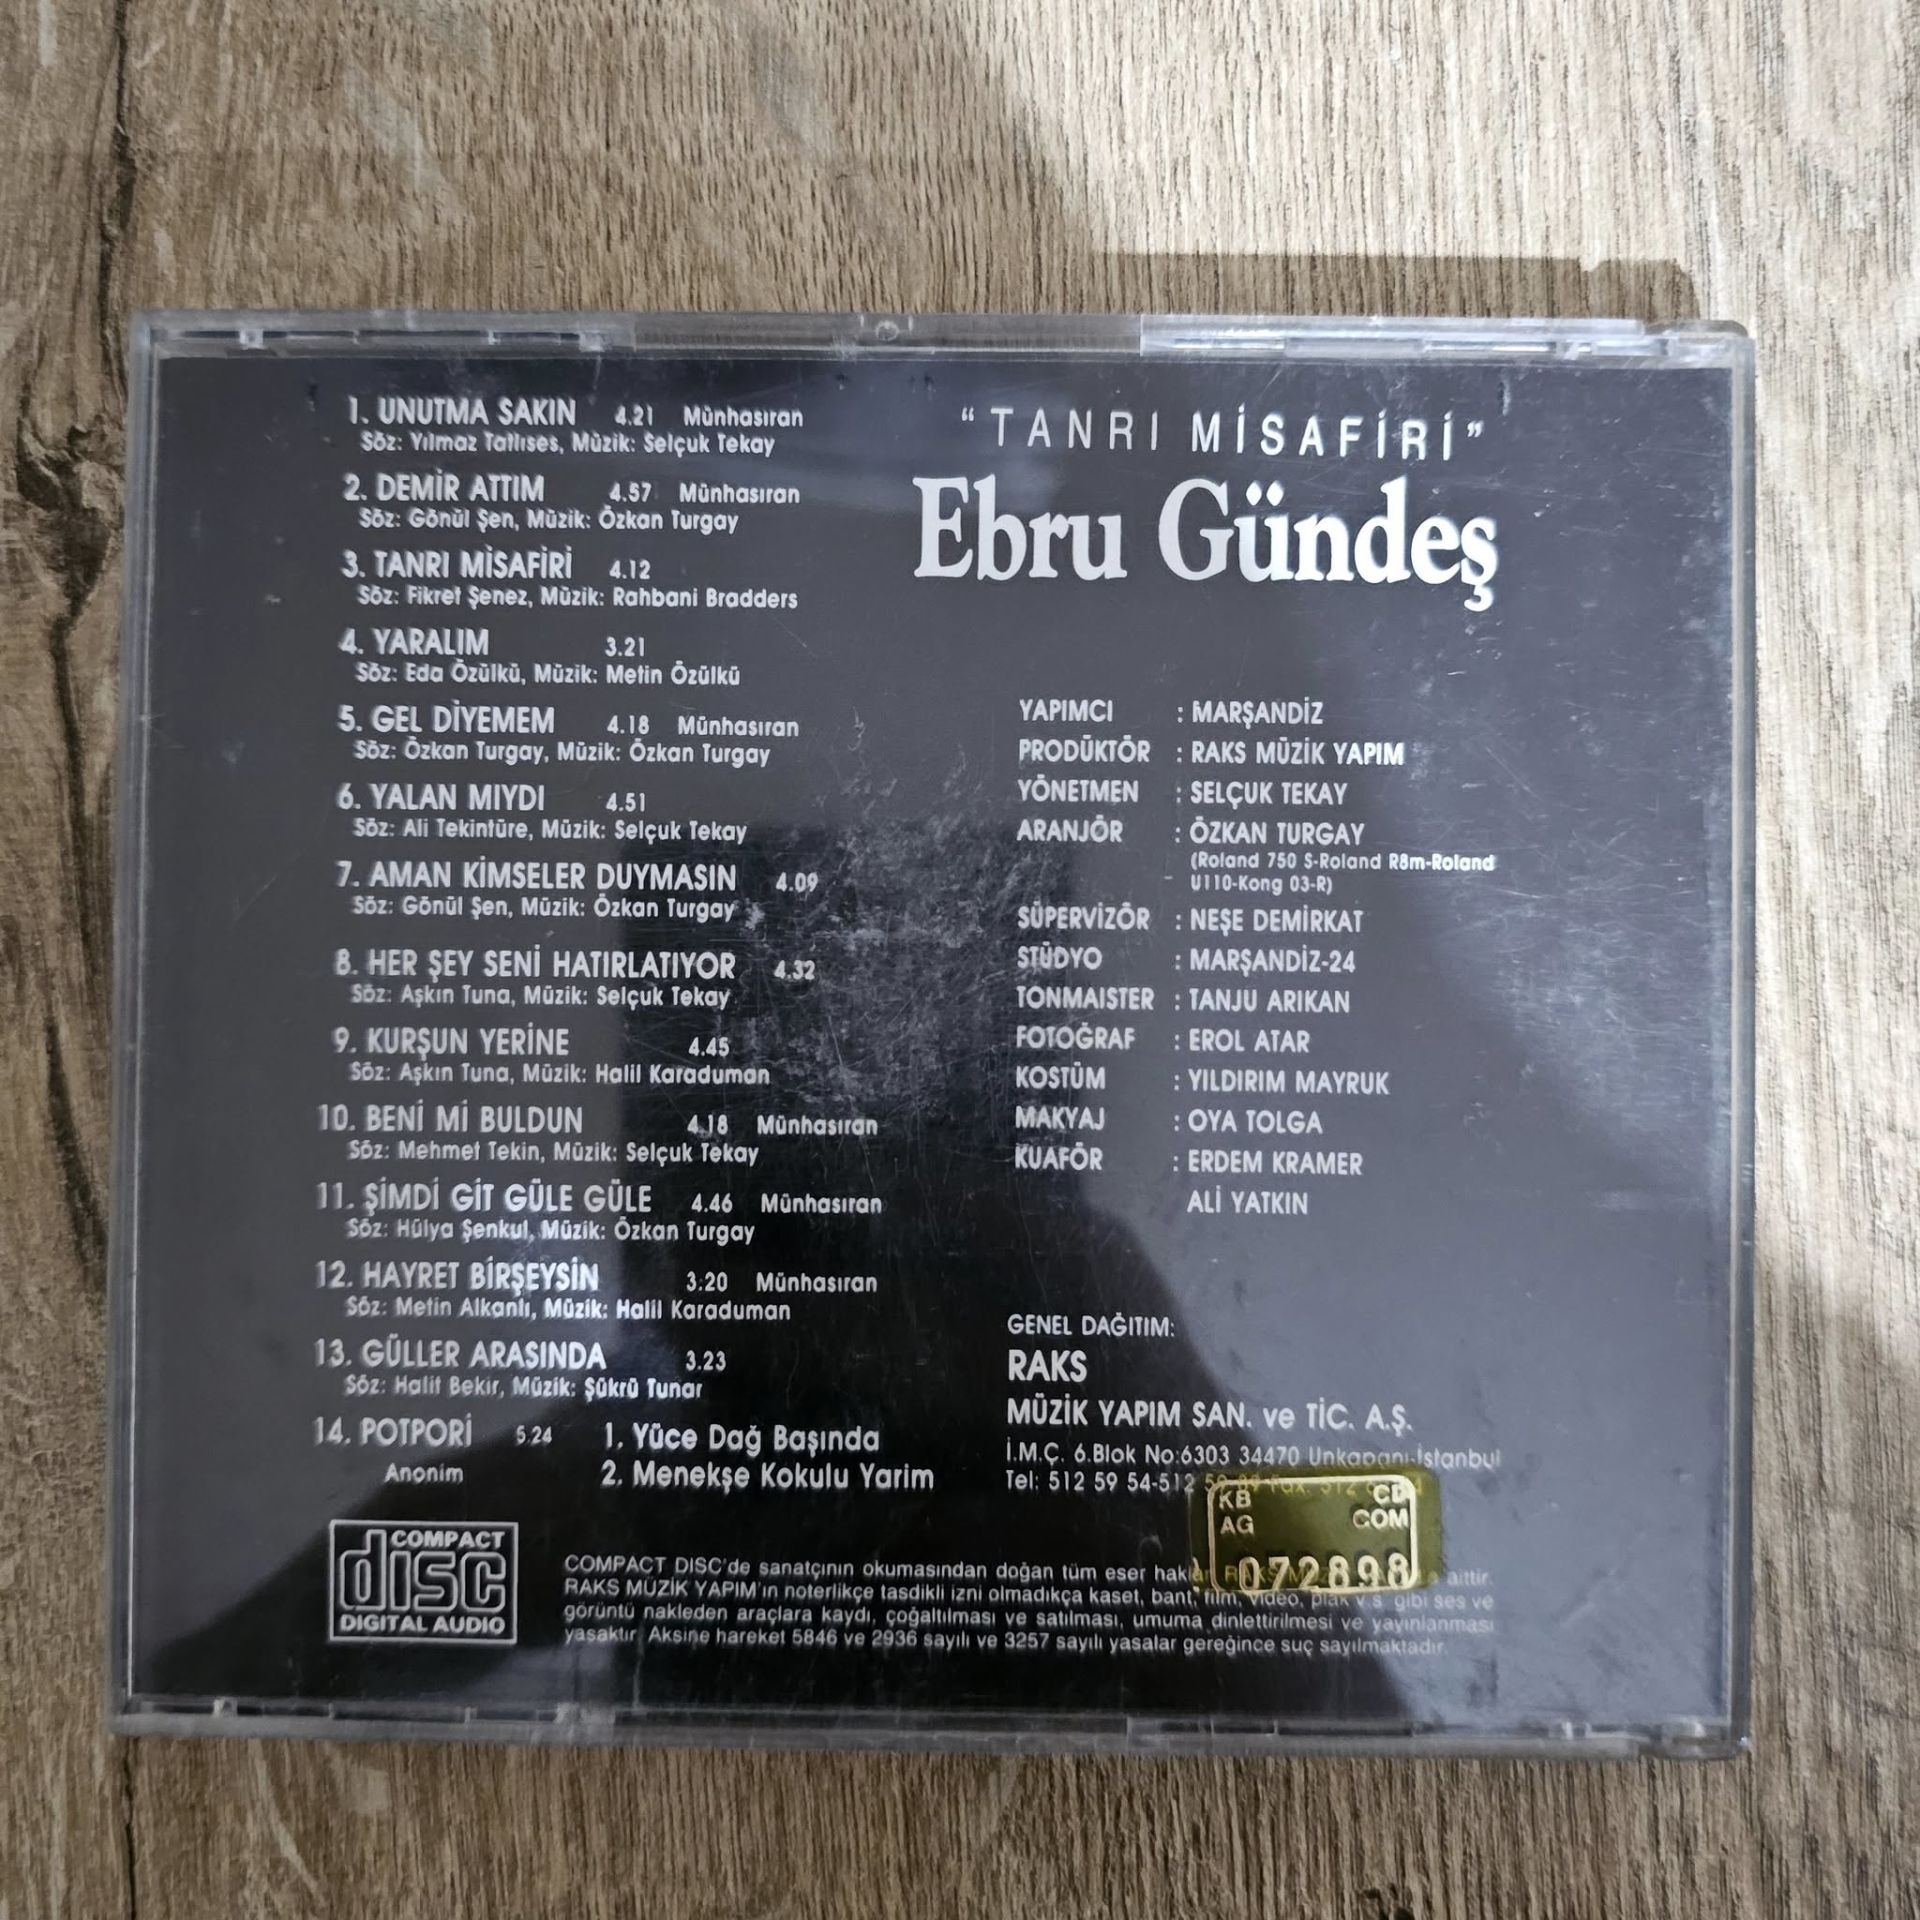 1. UNUTMA SAKIN 4.21 Münhasıran
Söz: Yılmaz Tatlıses, Müzik: Selçuk Tekay
2. DEMİR ATTIM 4.57 Münhasıran
Söz: Gönül Şen, Müzik: Özkan Turgay
3. TANRI MİSAFİRİ 4.12
Söz: Fikret Şenez, Müzik: Rahbani Bradders
4. YARALIM 3.21
Söz: Eda Özülkü, Müzik: Metin Özülkü
5. GEL DİYEMEM 4.18 Münhasıran
Söz: Özkan Turgay, Müzik: Özkan Turgay
6. YALAN MIYDI 4.51
Söz: Ali Tekintüre, Müzik: Selçuk Tekay
7. AMAN KİMSELER DUYMASIN 4.09
Söz: Gönül Şen, Müzik: Özkan Turgay
8. HER ŞEY SENİ HATIRLATIYOR 4.32
Söz: Aşkın Tuna, Müzik: Selçuk Tekay
9. KURŞUN YERİNE 4.45
Söz: Aşkın Tuna, Müzik: Halil Karaduman
10. BENİ Mİ BULDUN 4.18 Münhasıran
Söz: Mehmet Tekin, Müzik: Selçuk Tekay
11. ŞİMDİ GİT GÜLE GÜLE 4.46 Münhasıran
Söz: Hülya Şenkul, Müzik: Özkan Turgay
12. HAYRET BİRŞEYSİN 3.20 Münhasıran
Söz: Metin Alkanlı, Müzik: Halil Karaduman
13. GÜLLER ARASINDA 3.23
Söz: Halit Bekir, Müzik: Şükrü Tunar
14. POTPORİ 5.24 1. Yüce Dağ Başında
Anonim 2. Menekşe Kokulu Yarim
"TANRI MİSAFİRİ"
Ebru Gündeş
YAPIMCI : MARŞANDİZ
PRODÜKTÖR : RAKS MÜZİK YAPIM
YÖNETMEN : SELÇUK TEKAY
ARANJÖR : ÖZKAN TURGAY
(Roland 750 S-Roland R8m-Roland
U110-Kong 03-R)
SÜPERVİZÖR : NEŞE DEMİRKAT
STÜDYO : MARŞANDİZ-24
TONMAISTER : TANJU ARIKAN
FOTOĞRAF : EROL ATAR
KOSTÜM : YILDIRIM MAYRUK
MAKYAJ : OYA TOLGA
KUAFÖR : ERDEM KRAMER
ALİ YATKIN
GENEL DAĞITIM:
RAKS
MÜZİK YAPIM SAN. ve TİC. A.Ş.
İ.M.Ç. 6.Blok No:6303 34470 Unkapanı-İstanbul
Tel: 512 59 54-512
KB CD
AG COM
072898
COMPACT
disc
DIGITAL AUDIO
COMPACT DISC'de sanatçının okumasından doğan tüm eser hakları aittir.
RAKS MÜZİK YAPIM'ın noterlikçe tasdikli izni olmadıkça kaset, bant, film, video, plak v.s. gibi ses ve
görüntü nakleden araçlara kaydı, çoğaltılması ve satılması, umuma dinlettirilmesi ve yayınlanması
yasaktır. Aksine hareket 5846 ve 2936 sayılı ve 3257 sayılı yasalar gereğince suç sayılmaktadır.